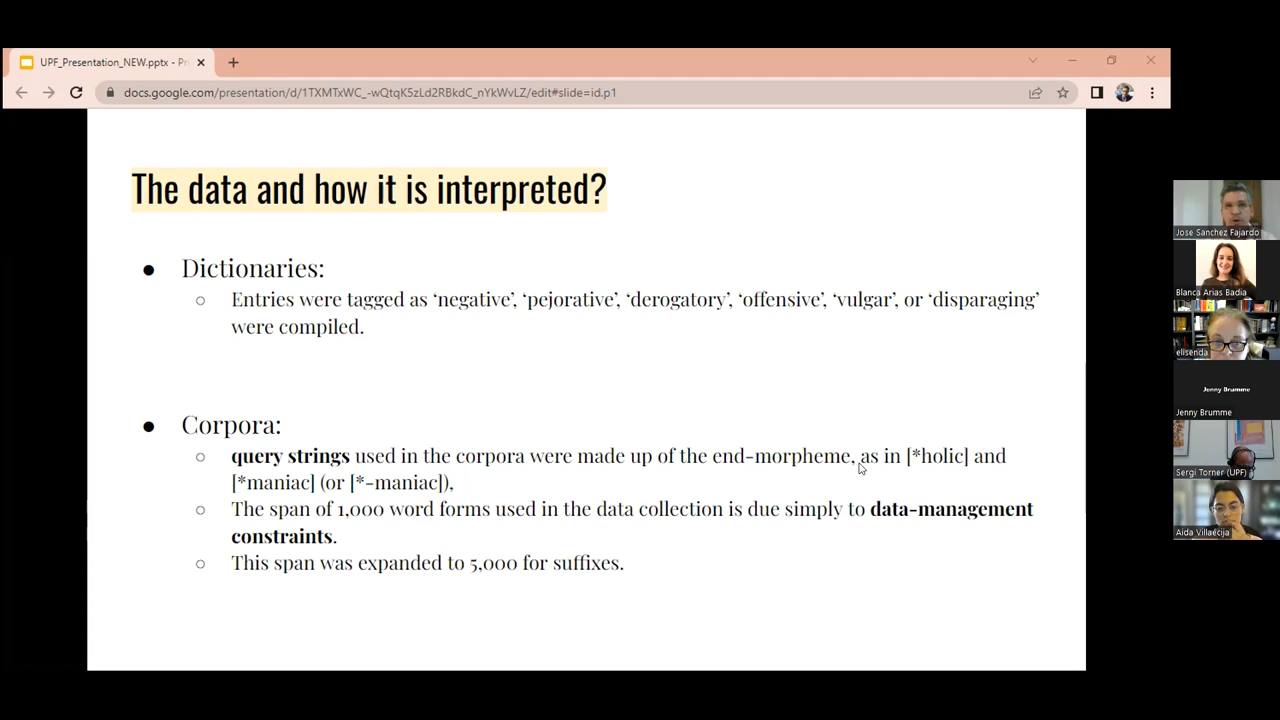 UPF_Presentation_NEW.pptx - Pr
docs.google.com/presentation/d/1TXMTxWC_-wQtqK5zLd2RBkdC_nYkWvLZ/edit#slide=id.p1
The data and how it is interpreted?
● Dictionaries:
○ Entries were tagged as ‘negative’, ‘pejorative’, ‘derogatory’, ‘offensive’, ‘vulgar’, or ‘disparaging’
were compiled.
● Corpora:
○ query strings used in the corpora were made up of the end-morpheme, as in [*holic] and
[*maniac] (or [*-maniac]),
○ The span of 1,000 word forms used in the data collection is due simply to data-management
constraints.
○ This span was expanded to 5,000 for suffixes.
Jose Sanchez Fajardo
Blanca Arias Badia
elisenda
Jenny Brumme
Jenny Brumme
Sergi Torner (UPF)
Aida Villaécija